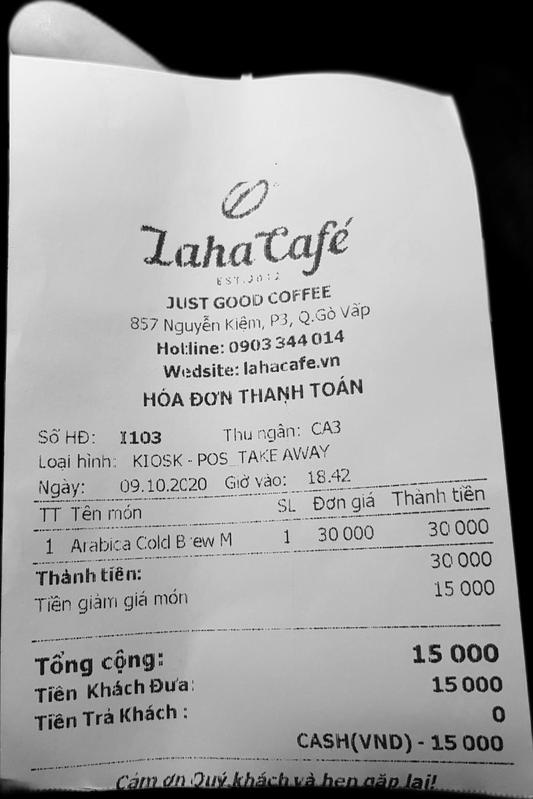 Laha Café
EST.2012
JUST GOOD COFFEE
857 Nguyễn Kiệm, P3, Q.Gò Vấp
Hotline: 0903 344 014
Wedsite: lahacafe.vn
HÓA ĐƠN THANH TOÁN
Số HĐ: I103 Thu ngân: CA3
Loại hình: KIOSK - POS_TAKE AWAY
Ngày: 09.10.2020 Giờ vào: 18.42
TT Tên món SL Đơn giá Thành tiền
1 Arabica Cold Brew M 1 30 000 30 000
Thành tiền: 30 000
Tiền giảm giá món 15 000
Tổng cộng: 15 000
Tiền Khách Đưa: 15 000
Tiền Trả Khách : 0
CASH(VND) - 15 000
Cảm ơn Quý khách và hẹn gặp lại!